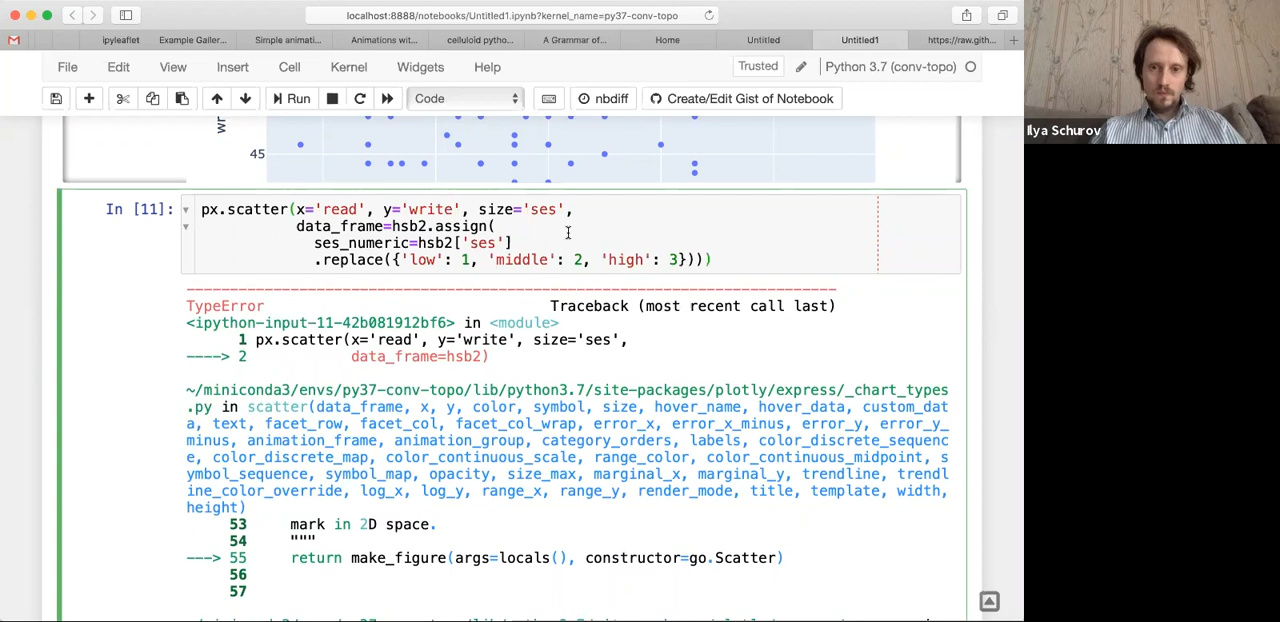 localhost:8888/notebooks/Untitled1.ipynb?kernel_name=py37-conv-topo
ipyleaflet
Example Galler...
Simple animati...
Animations wit...
celluloid pytho...
A Grammar of...
Home
Untitled
Untitled1
https://raw.gith...
File Edit View Insert Cell Kernel Widgets Help
Trusted
Python 3.7 (conv-topo)
Run
Code
nbdiff
Create/Edit Gist of Notebook
Ilya Schurov
wr
45
In [11]:
px.scatter(x='read', y='write', size='ses',
data_frame=hsb2.assign(
ses_numeric=hsb2['ses']
.replace({'low': 1, 'middle': 2, 'high': 3})))
TypeError Traceback (most recent call last)
<ipython-input-11-42b081912bf6> in <module>
1 px.scatter(x='read', y='write', size='ses',
----> 2 data_frame=hsb2)
~/miniconda3/envs/py37-conv-topo/lib/python3.7/site-packages/plotly/express/_chart_types
.py in scatter(data_frame, x, y, color, symbol, size, hover_name, hover_data, custom_dat
a, text, facet_row, facet_col, facet_col_wrap, error_x, error_x_minus, error_y, error_y_
minus, animation_frame, animation_group, category_orders, labels, color_discrete_sequenc
e, color_discrete_map, color_continuous_scale, range_color, color_continuous_midpoint, s
ymbol_sequence, symbol_map, opacity, size_max, marginal_x, marginal_y, trendline, trendl
ine_color_override, log_x, log_y, range_x, range_y, render_mode, title, template, width,
height)
53 mark in 2D space.
54 """
---> 55 return make_figure(args=locals(), constructor=go.Scatter)
56
57